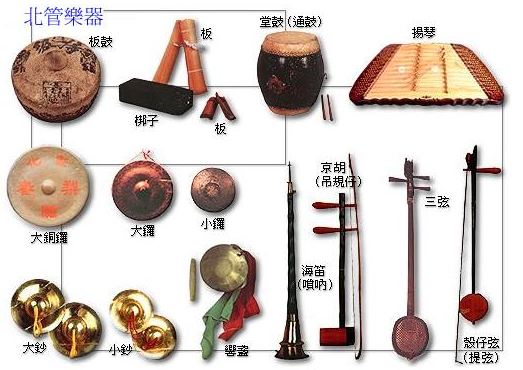 北管樂器
板鼓
板
梆子
板
堂鼓(通鼓)
揚琴
大銅鑼
大鑼
小鑼
海笛
(嗩吶)
京胡
(吊規仔)
三弦
殼仔弦
(提弦)
大鈔
小鈔
響盞